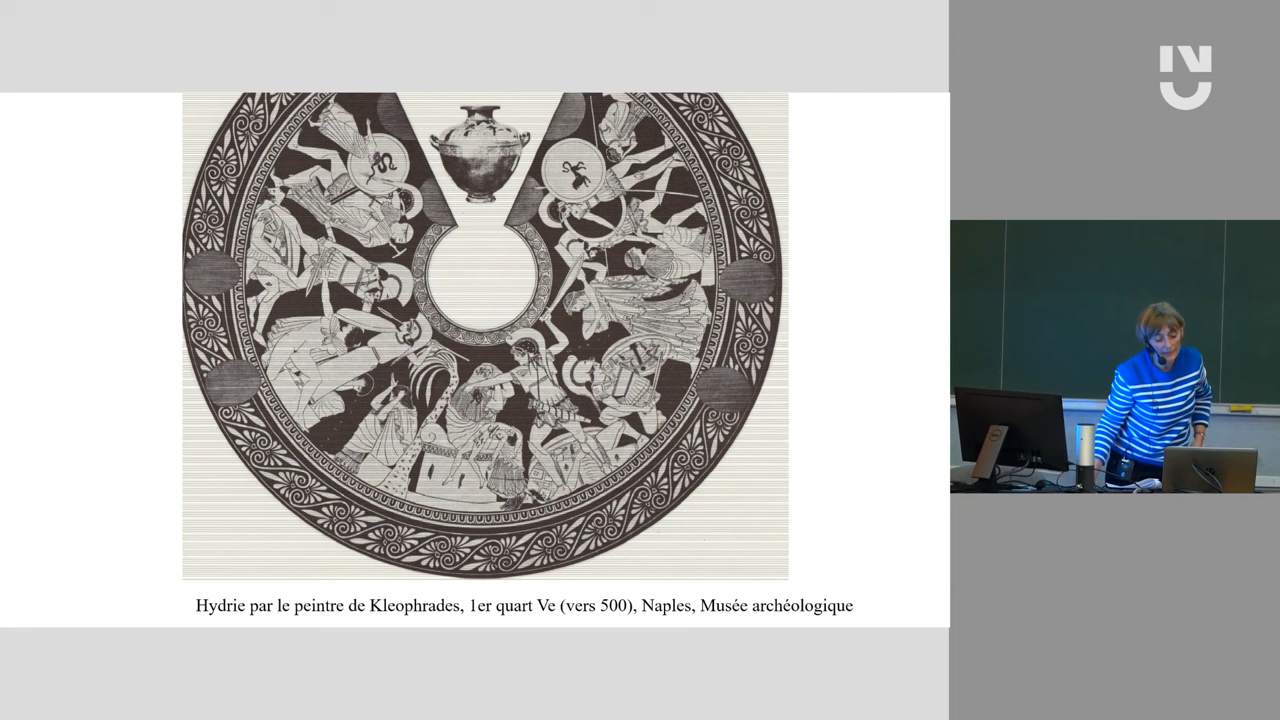 Hydrie par le peintre de Kleophrades, 1er quart Ve (vers 500), Naples, Musée archéologique